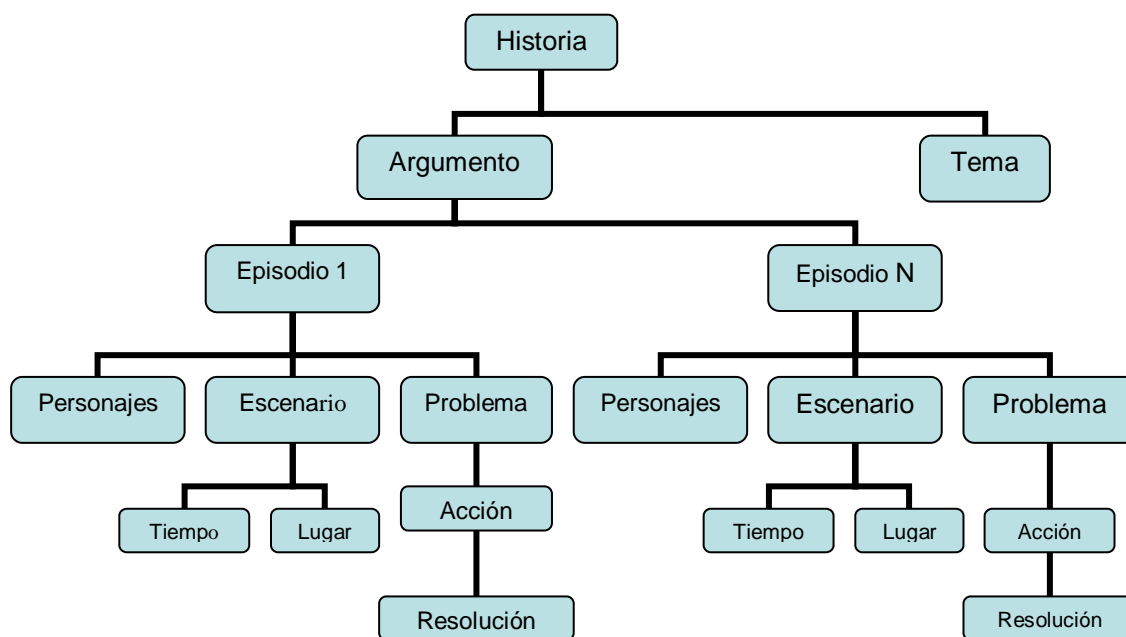 Historia
Argumento
Tema
Episodio 1
Episodio N
Personajes
Escenario
Problema
Personajes
Escenario
Problema
Tiempo
Lugar
Acción
Tiempo
Lugar
Acción
Resolución
Resolución